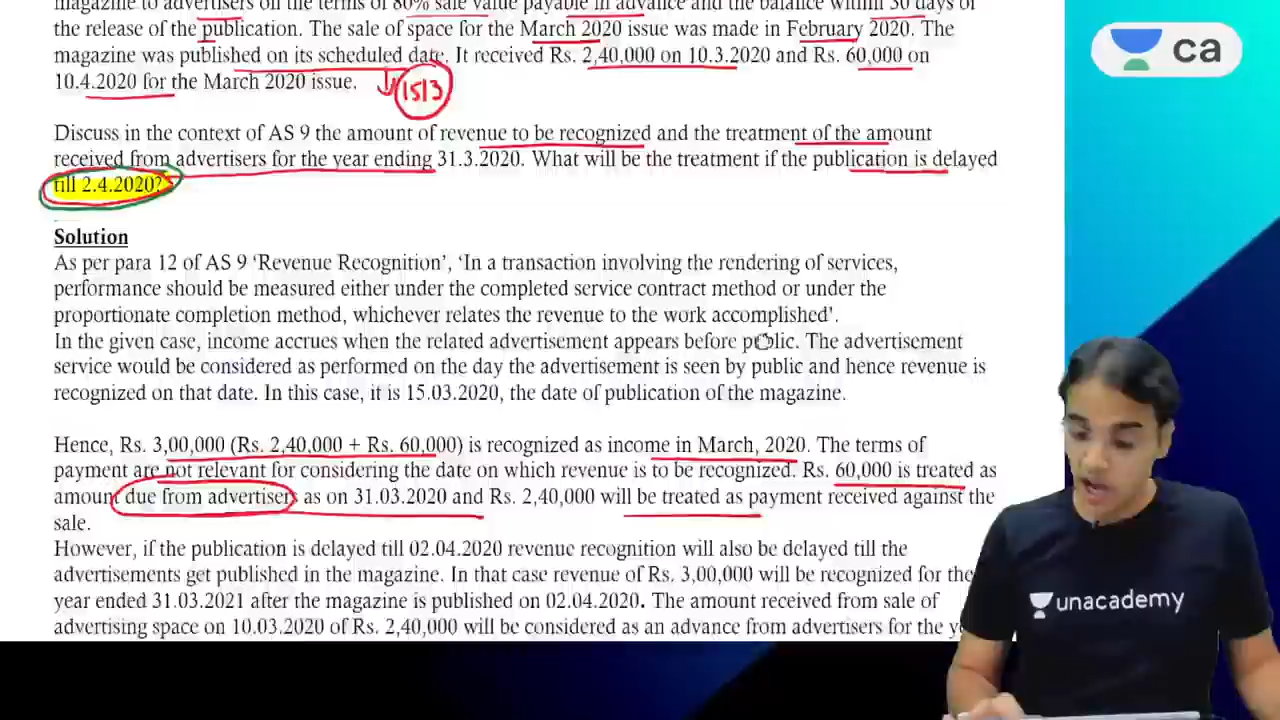 magazine to advertisers on the terms of 80% sale value payable in advance and the balance within 30 days of
the release of the publication. The sale of space for the March 2020 issue was made in February 2020. The
magazine was published on its scheduled date. It received Rs. 2,40,000 on 10.3.2020 and Rs. 60,000 on
10.4.2020 for the March 2020 issue.
15/3
ca
Discuss in the context of AS 9 the amount of revenue to be recognized and the treatment of the amount
received from advertisers for the year ending 31.3.2020. What will be the treatment if the publication is delayed
till 2.4.2020?
Solution
As per para 12 of AS 9 ‘Revenue Recognition’, ‘In a transaction involving the rendering of services,
performance should be measured either under the completed service contract method or under the
proportionate completion method, whichever relates the revenue to the work accomplished'.
In the given case, income accrues when the related advertisement appears before public. The advertisement
service would be considered as performed on the day the advertisement is seen by public and hence revenue is
recognized on that date. In this case, it is 15.03.2020, the date of publication of the magazine.
Hence, Rs. 3,00,000 (Rs. 2,40,000 + Rs. 60,000) is recognized as income in March, 2020. The terms of
payment are not relevant for considering the date on which revenue is to be recognized. Rs. 60,000 is treated as
amount due from advertisers as on 31.03.2020 and Rs. 2,40,000 will be treated as payment received against the
sale.
However, if the publication is delayed till 02.04.2020 revenue recognition will also be delayed till the
advertisements get published in the magazine. In that case revenue of Rs. 3,00,000 will be recognized for the
year ended 31.03.2021 after the magazine is published on 02.04.2020. The amount received from sale of
advertising space on 10.03.2020 of Rs. 2,40,000 will be considered as an advance from advertisers for the
unacademy